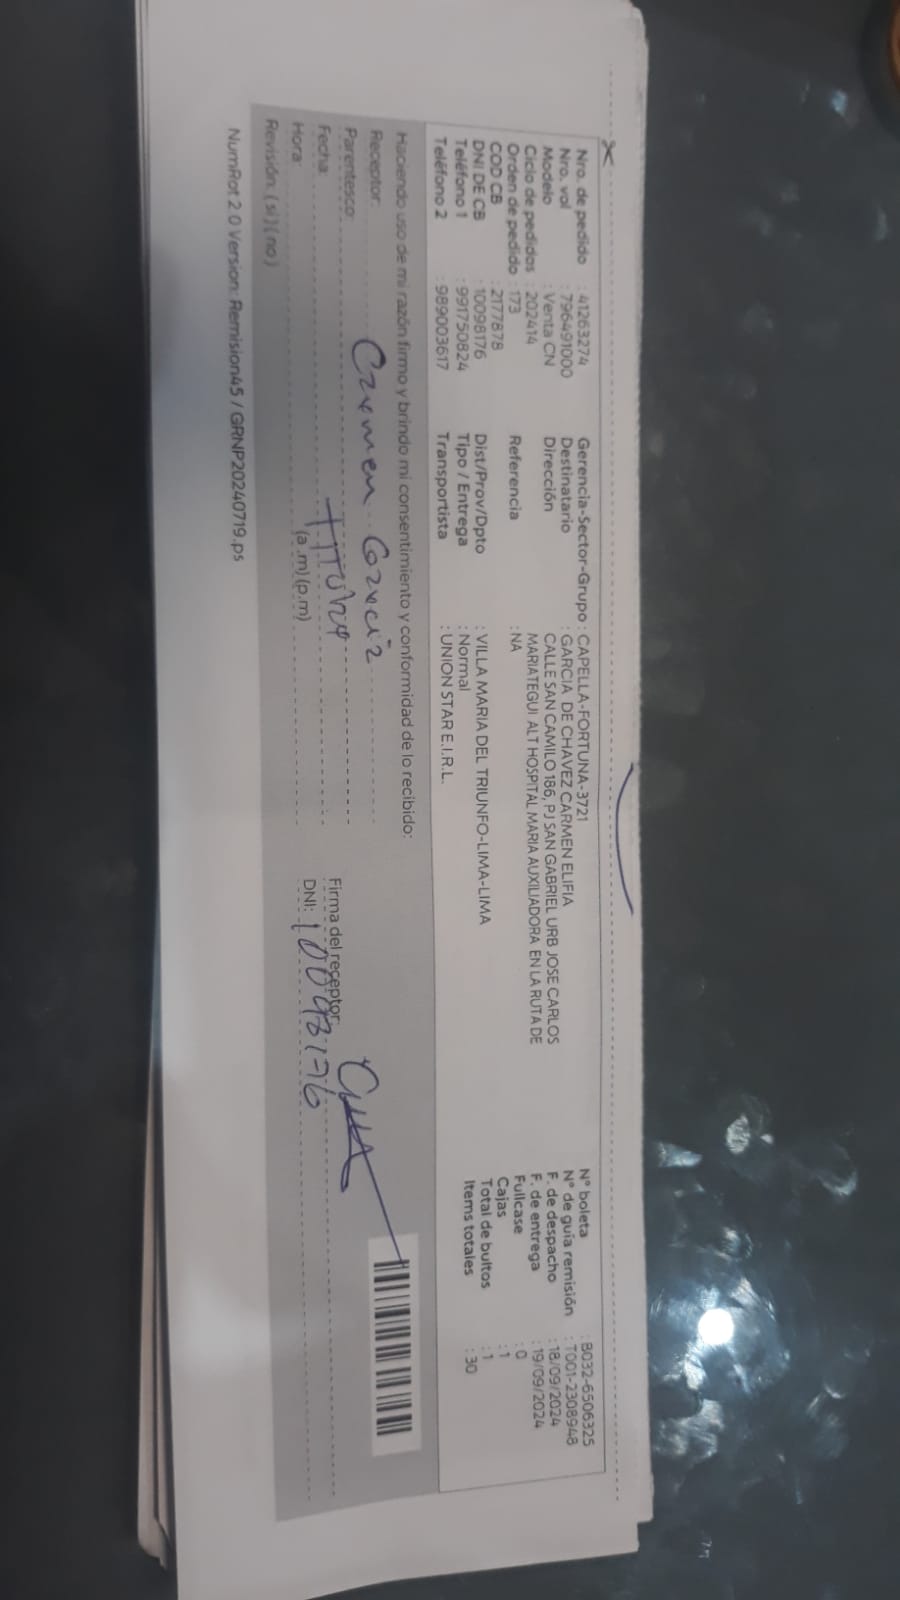 Nro. de pedido : 41263274 Gerencia-Sector-Grupo : CAPELLA-FORTUNA-3721 N° boleta : B032-6506325
Nro. vol : 796491000 Destinatario : GARCIA DE CHAVEZ CARMEN ELIFIA N° de guía remisión : T001-2308948
Modelo : Venta CN Dirección CALLE SAN CAMILO 186, PJ SAN GABRIEL URB JOSE CARLOS F. de despacho : 18/09/2024
Ciclo de pedidos : 202414 MARIATEGUI ALT HOSPITAL MARIA AUXILIADORA EN LA RUTA DE F. de entrega : 19/09/2024
Orden de pedido : 173 Referencia : NA Fullcase : 0
COD CB : 2177878 Cajas : 1
DNI DE CB : 10098176 Dist/Prov/Dpto : VILLA MARIA DEL TRIUNFO-LIMA-LIMA Total de bultos : 1
Teléfono 1 : 991750824 Tipo / Entrega : Normal Items totales : 30
Teléfono 2 : 989003617 Transportista : UNION STAR E.I.R.L.
Haciendo uso de mi razón firmo y brindo mi consentimiento y conformidad de lo recibido:
Receptor: Carmen Garcia
Parentesco: Firma del receptor:
Fecha: DNI:
Hora: (a.m) (p.m)
Revisión: ( si ) ( no )
NumRot 2.0 Version: Remision45 / GRNP20240719.ps